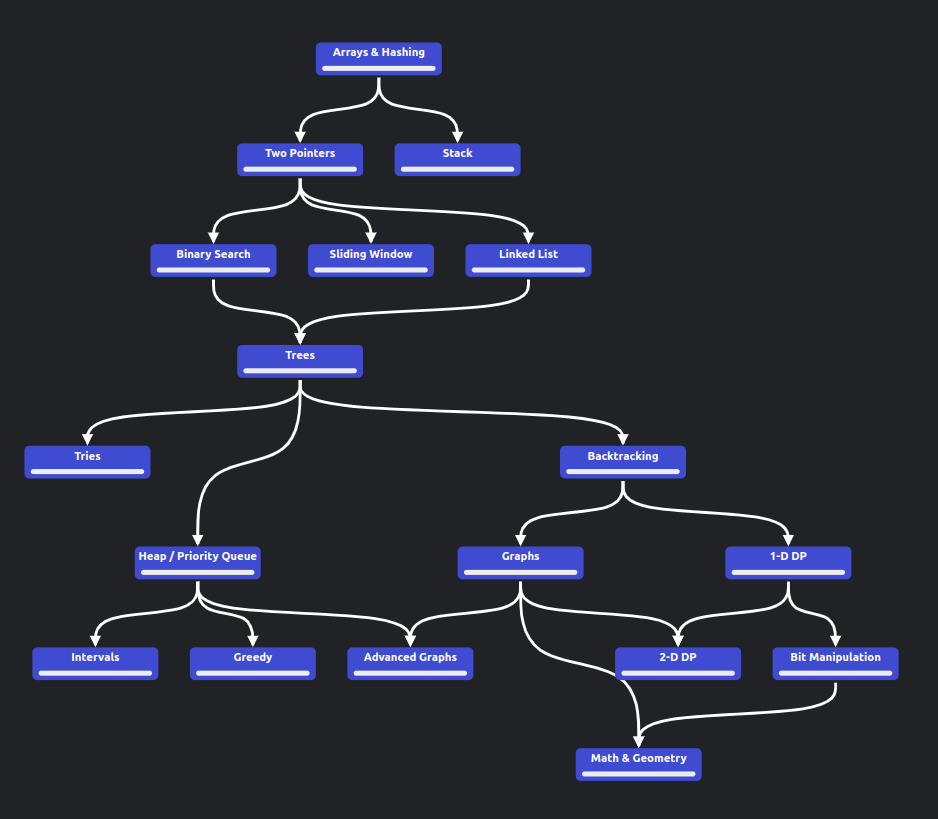 Arrays & Hashing
Two Pointers
Stack
Binary Search
Sliding Window
Linked List
Trees
Tries
Backtracking
Heap / Priority Queue
Graphs
1-D DP
Intervals
Greedy
Advanced Graphs
2-D DP
Bit Manipulation
Math & Geometry